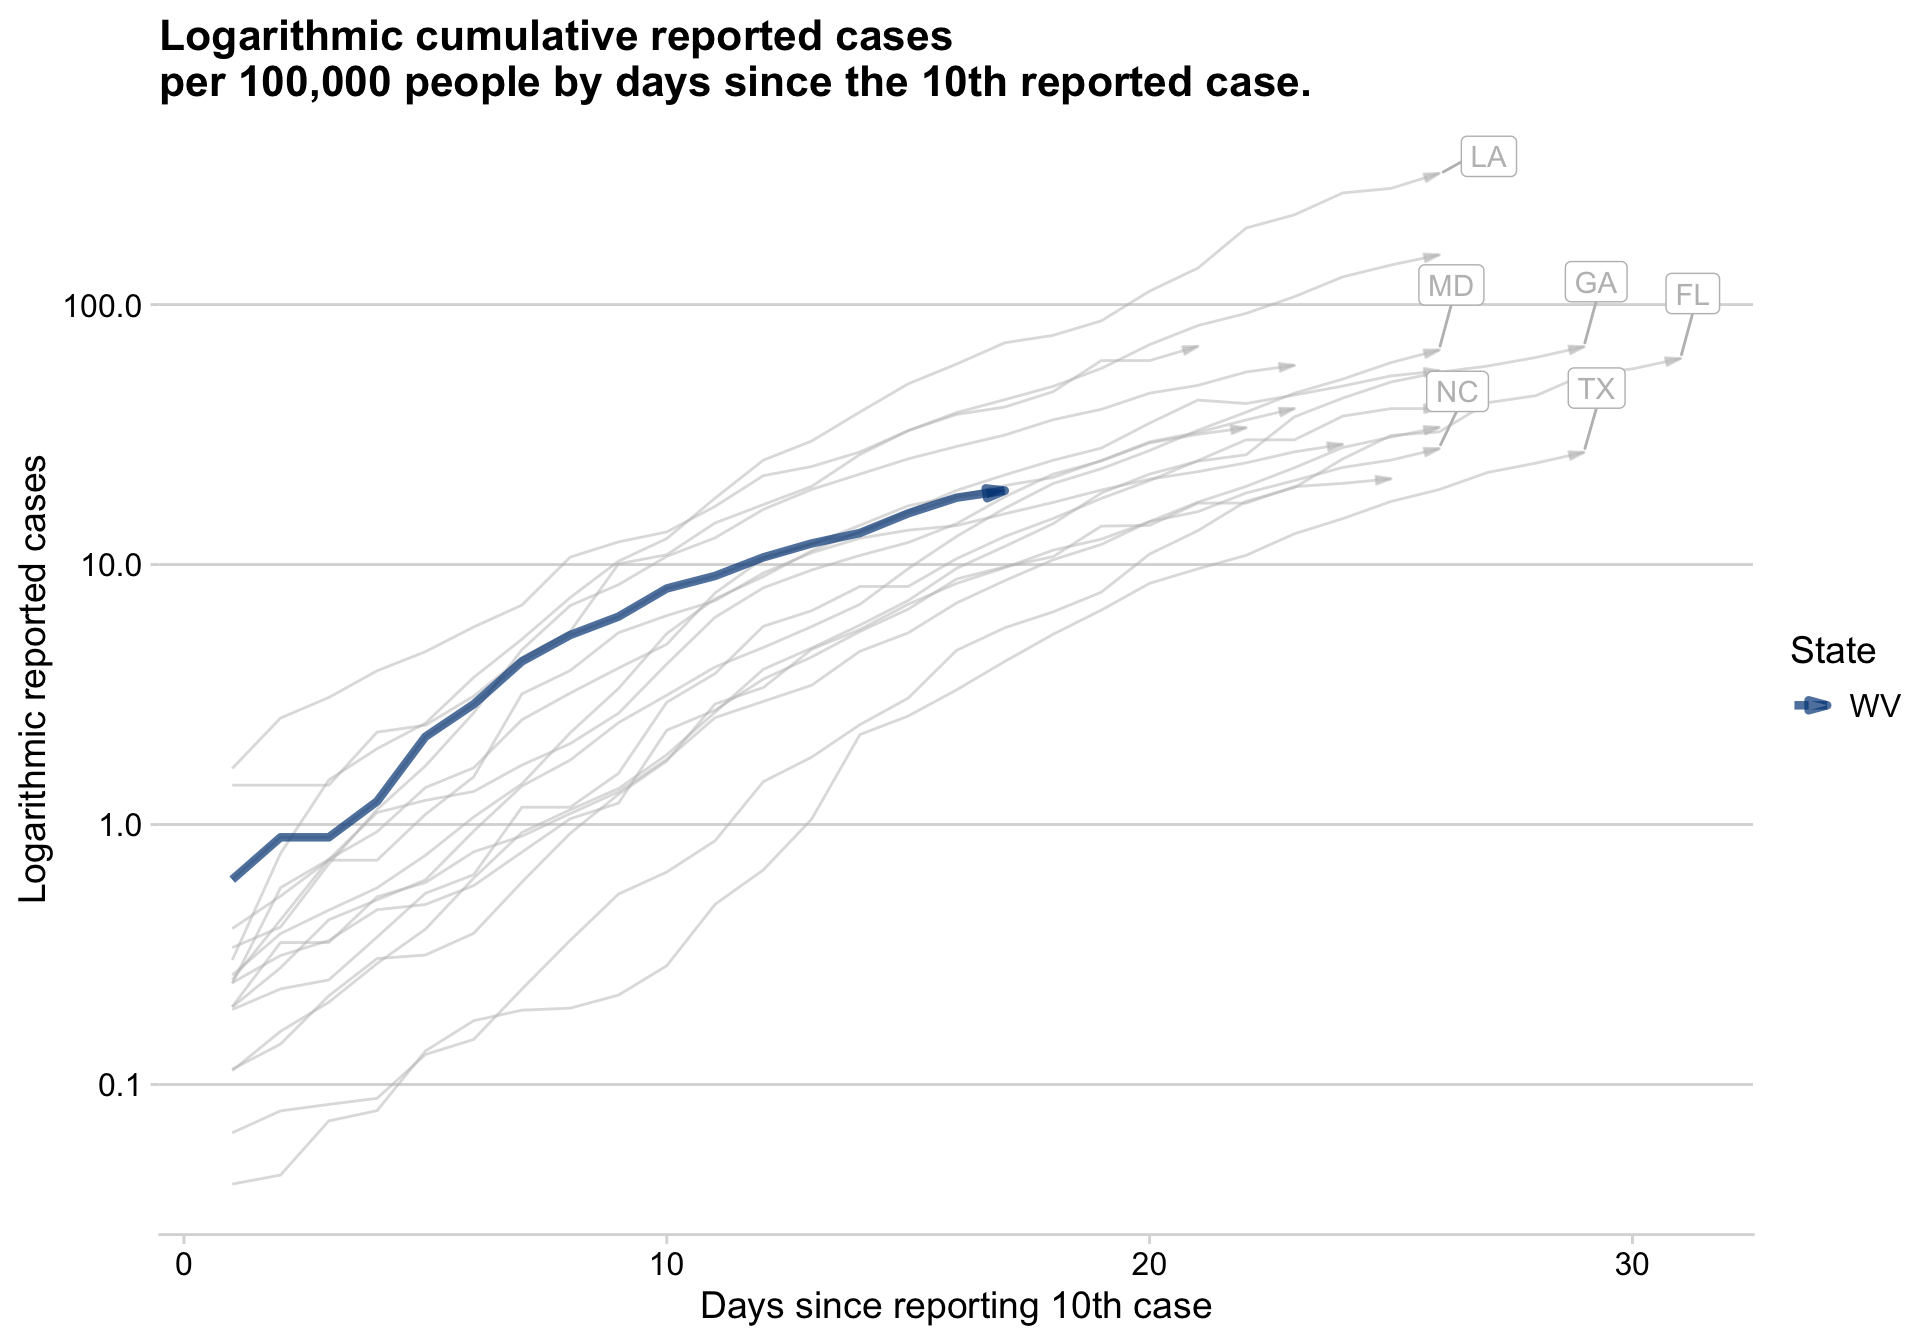 Logarithmic cumulative reported cases
per 100,000 people by days since the 10th reported case.
LA
MD
GA
FL
NC
TX
100.0
10.0
1.0
0.1
Logarithmic reported cases
State
WV
0
10
20
30
Days since reporting 10th case